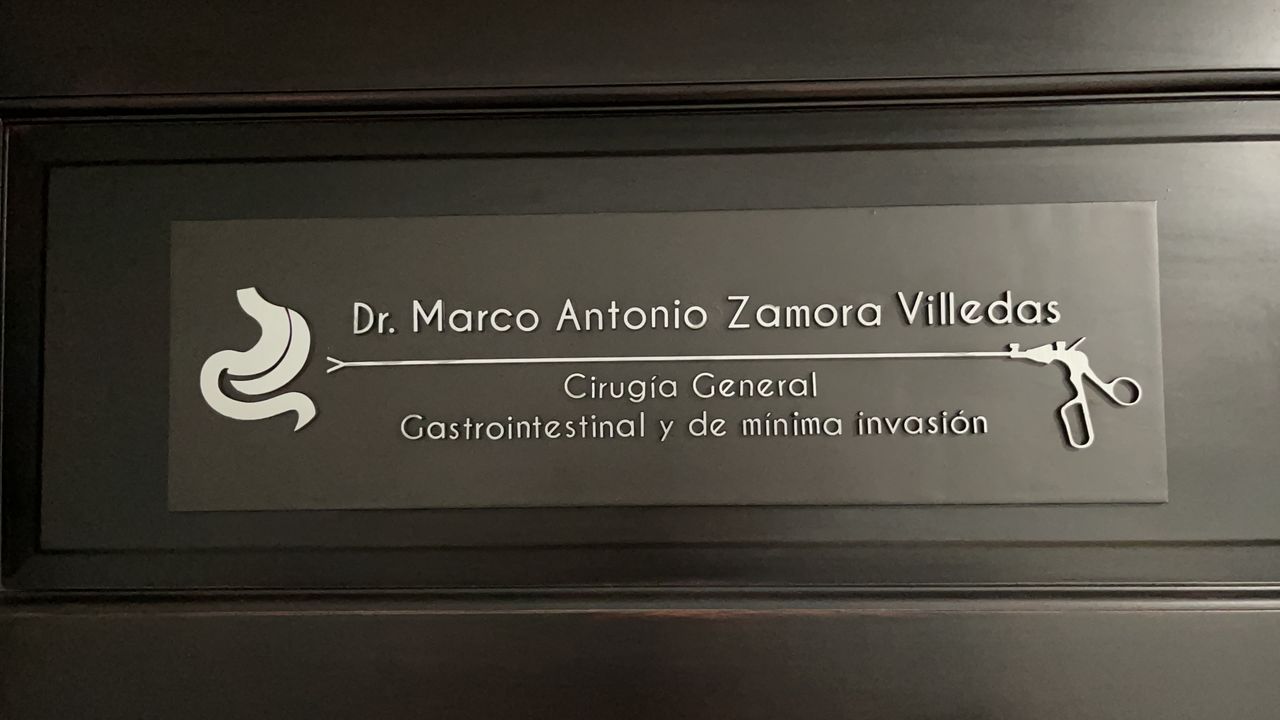 Dr. Marco Antonio Zamora Villedas
Cirugía General
Gastrointestinal y de mínima invasión